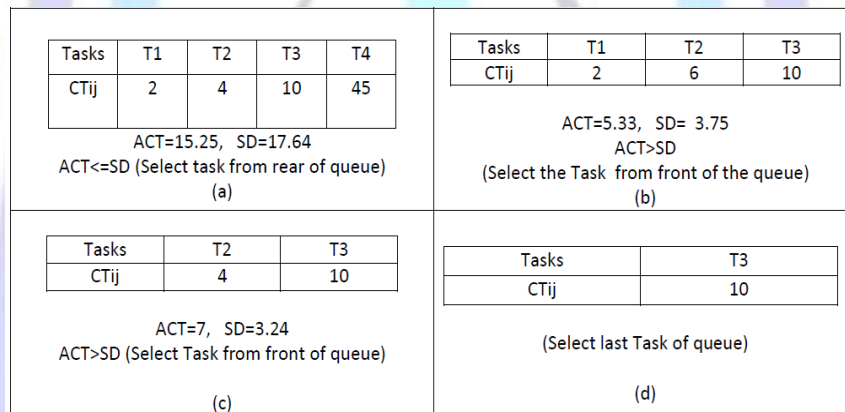 Tasks T1 T2 T3 T4
CTij 2 4 10 45
ACT=15.25, SD=17.64
ACT<=SD (Select task from rear of queue)
(a)
Tasks T1 T2 T3
CTij 2 6 10
ACT=5.33, SD= 3.75
ACT>SD
(Select the Task from front of the queue)
(b)
Tasks T2 T3
CTij 4 10
ACT=7, SD=3.24
ACT>SD (Select Task from front of queue)
(c)
Tasks T3
CTij 10
(Select last Task of queue)
(d)